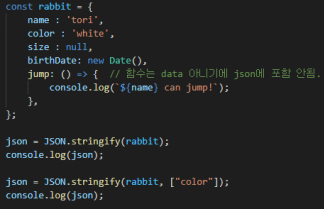 const rabbit = {
    name : 'tori',
    color : 'white',
    size : null,
    birthDate: new Date(),
    jump: () => {  // 함수는 data 아니기에 json에 포함 안됨.
        console.log(`${name} can jump!`);
    },
};
json = JSON.stringify(rabbit);
console.log(json);
json = JSON.stringify(rabbit, ["color"]);
console.log(json);